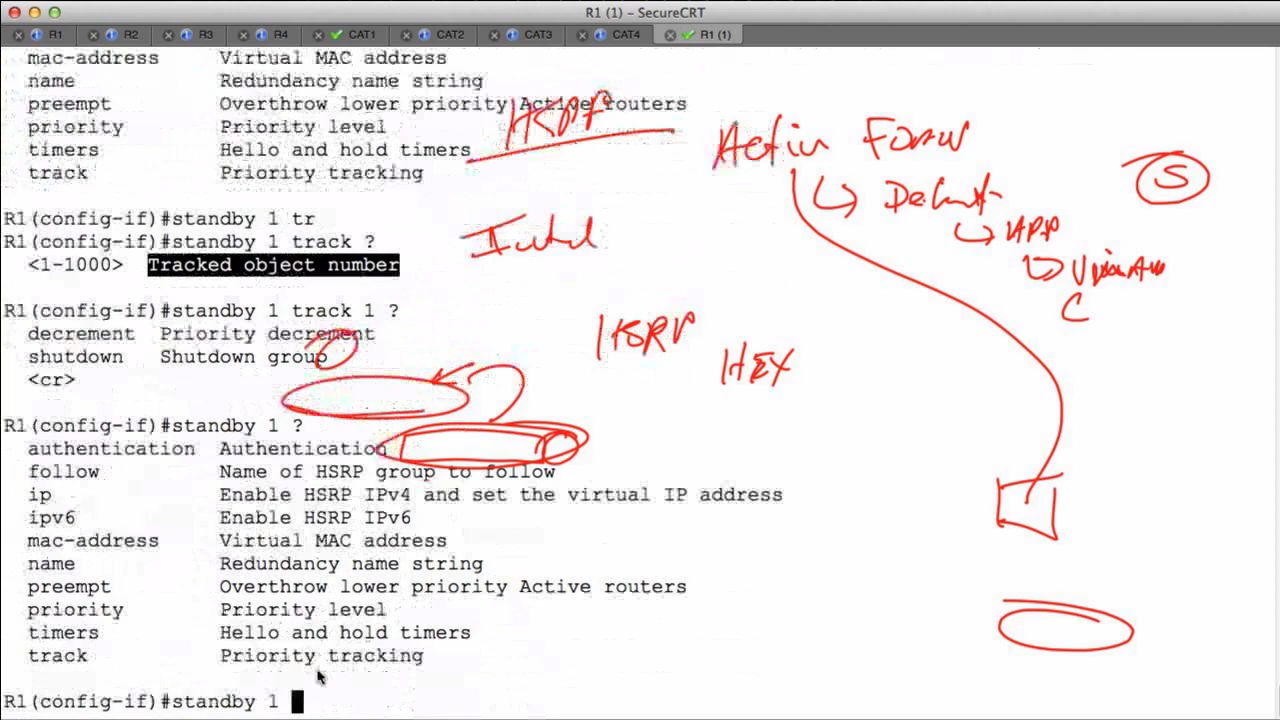 R1 (1) – SecureCRT
R1 R2 R3 R4 CAT1 CAT2 CAT3 CAT4 R1 (1)
mac-address Virtual MAC address
name Redundancy name string
preempt Overthrow lower priority Active routers
priority Priority level
timers Hello and hold timers
track Priority tracking
HSRP
R1(config-if)#standby 1 tr
R1(config-if)#standby 1 track ?
<1-1000> Tracked object number
R1(config-if)#standby 1 track 1 ?
decrement Priority decrement
shutdown Shutdown group
<cr>
HSRP
HEX
S
R1(config-if)#standby 1 ?
authentication Authentication
follow Name of HSRP group to follow
ip Enable HSRP IPv4 and set the virtual IP address
ipv6 Enable HSRP IPv6
mac-address Virtual MAC address
name Redundancy name string
preempt Overthrow lower priority Active routers
priority Priority level
timers Hello and hold timers
track Priority tracking
R1(config-if)#standby 1